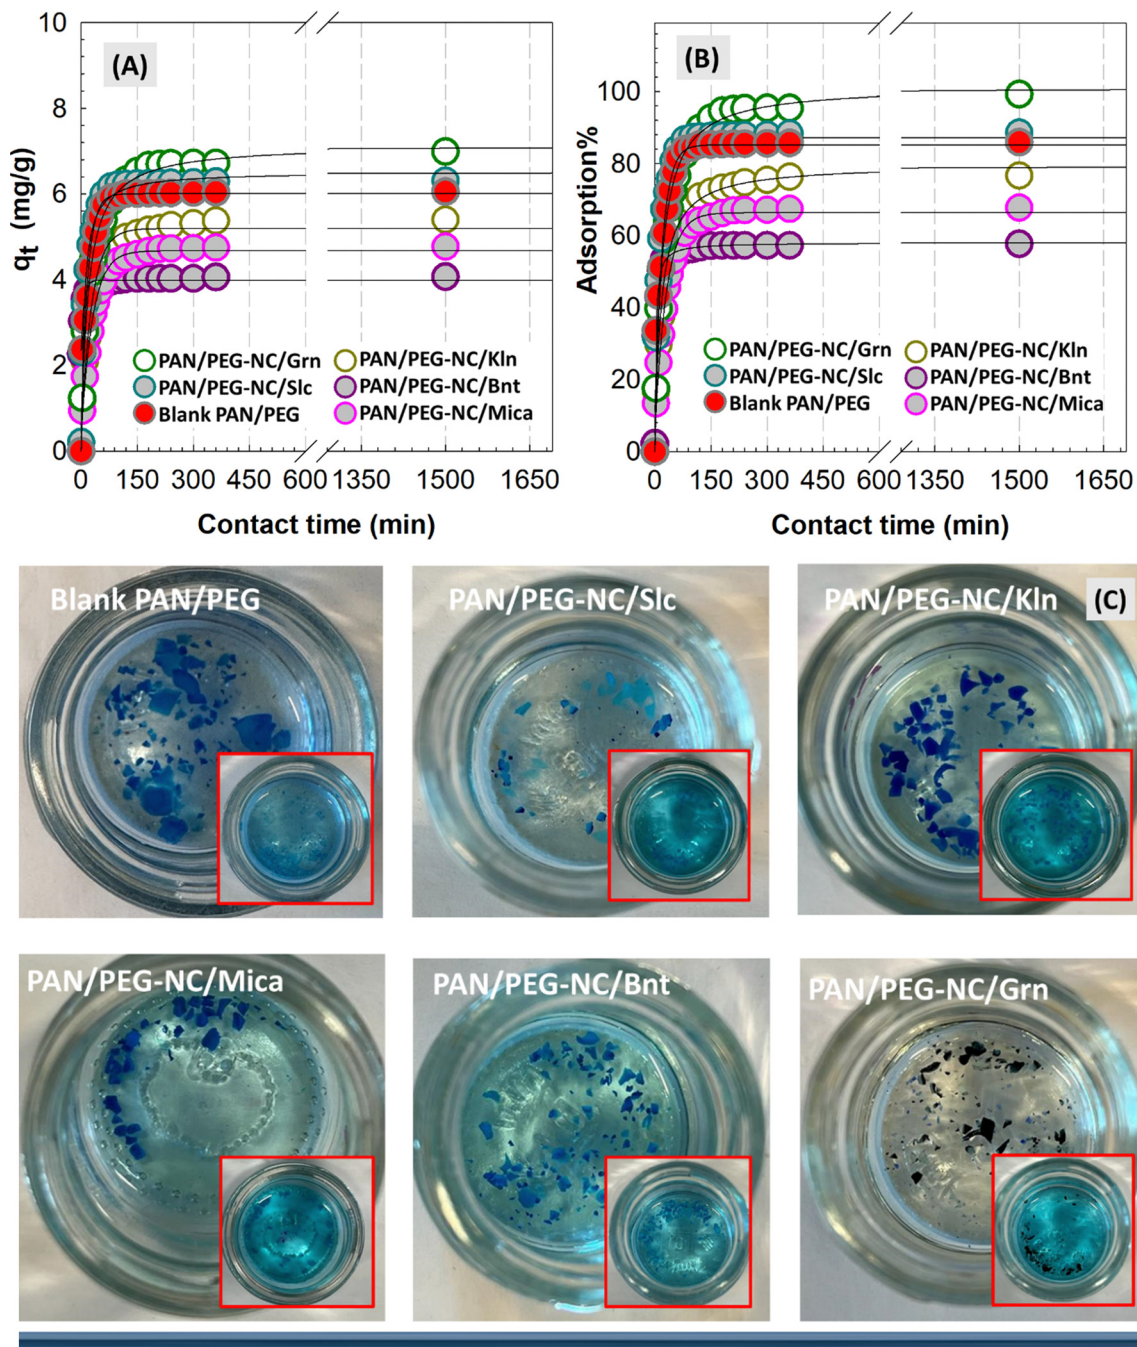 (A)
10
8
6
4
2
0
qt (mg/g)
PAN/PEG-NC/Grn
PAN/PEG-NC/Slc
Blank PAN/PEG
PAN/PEG-NC/Kln
PAN/PEG-NC/Bnt
PAN/PEG-NC/Mica
0 150 300 450 600 1350 1500 1650
Contact time (min)
(B)
100
80
60
40
20
0
Adsorption%
PAN/PEG-NC/Grn
PAN/PEG-NC/Slc
Blank PAN/PEG
PAN/PEG-NC/Kln
PAN/PEG-NC/Bnt
PAN/PEG-NC/Mica
0 150 300 450 600 1350 1500 1650
Contact time (min)
Blank PAN/PEG
PAN/PEG-NC/Slc
PAN/PEG-NC/Kln
(C)
PAN/PEG-NC/Mica
PAN/PEG-NC/Bnt
PAN/PEG-NC/Grn